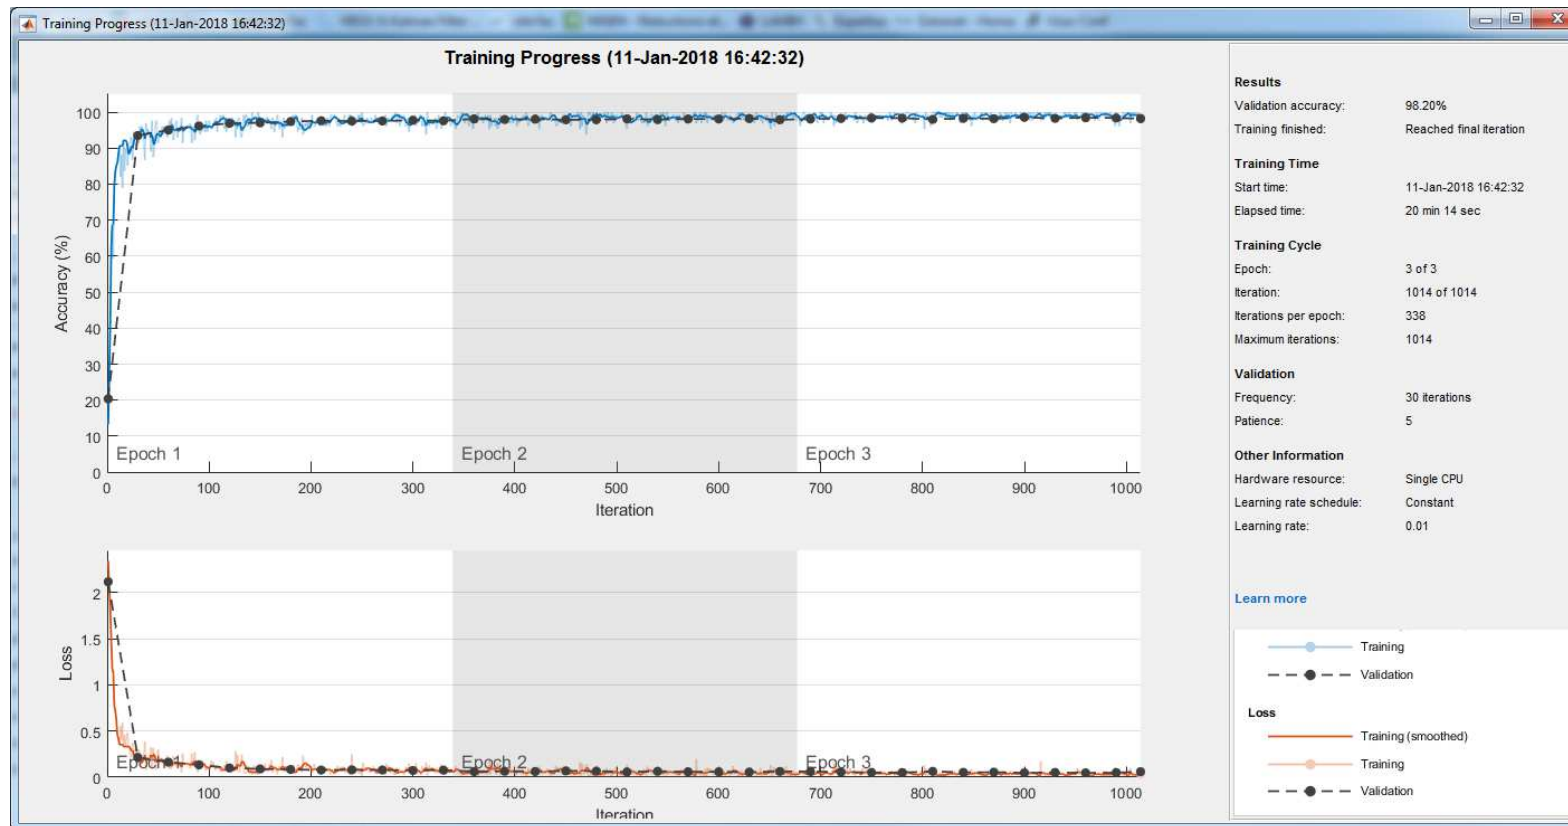 Training Progress (11-Jan-2018 16:42:32)
Training Progress (11-Jan-2018 16:42:32)
Accuracy (%)
100
90
80
70
60
50
40
30
20
10
0
Epoch 1
Epoch 2
Epoch 3
0 100 200 300 400 500 600 700 800 900 1000
Iteration
Loss
2
1.5
1
0.5
0
Epoch 1
Epoch 2
Epoch 3
0 100 200 300 400 500 600 700 800 900 1000
Iteration
Results
Validation accuracy: 98.20%
Training finished: Reached final iteration
Training Time
Start time: 11-Jan-2018 16:42:32
Elapsed time: 20 min 14 sec
Training Cycle
Epoch: 3 of 3
Iteration: 1014 of 1014
Iterations per epoch: 338
Maximum iterations: 1014
Validation
Frequency: 30 iterations
Patience: 5
Other Information
Hardware resource: Single CPU
Learning rate schedule: Constant
Learning rate: 0.01
Learn more
Training
Validation
Loss
Training (smoothed)
Training
Validation